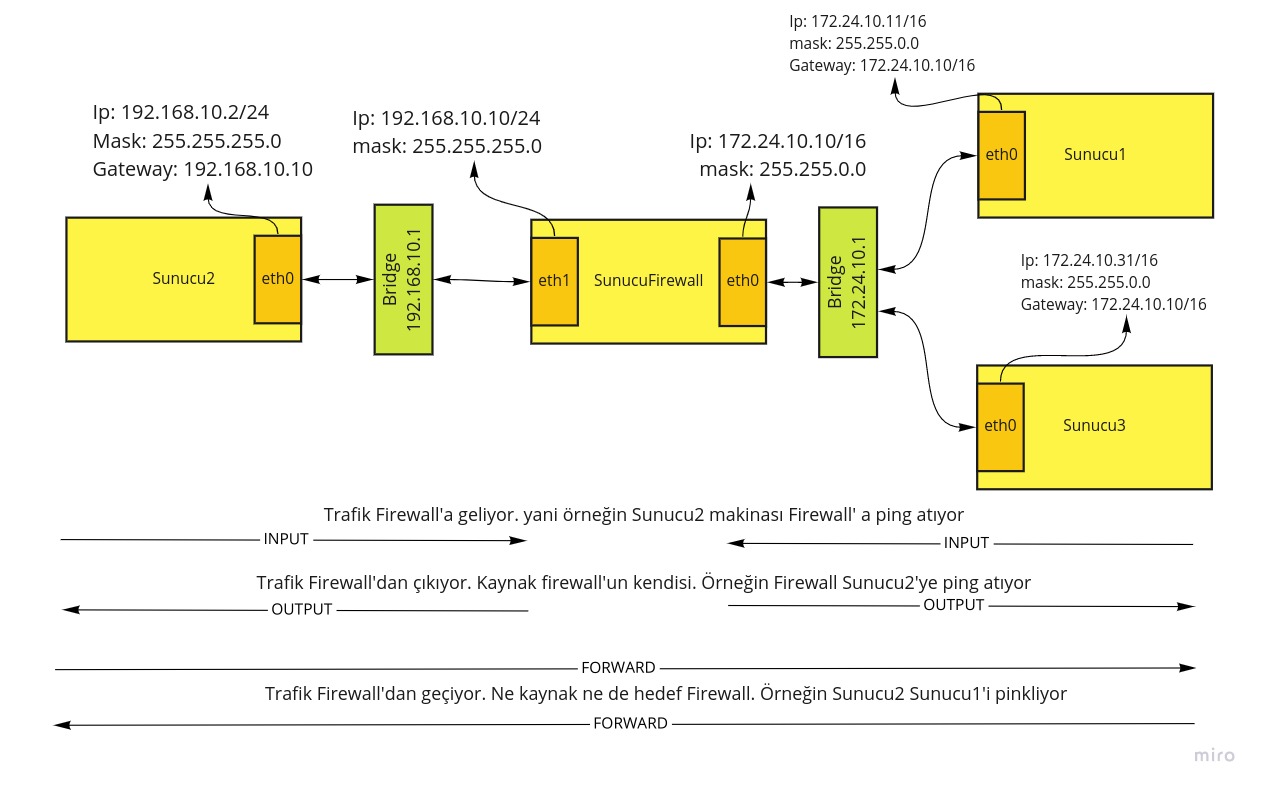 Ip: 172.24.10.11/16
mask: 255.255.0.0
Gateway: 172.24.10.10/16
Ip: 192.168.10.2/24
Mask: 255.255.255.0
Gateway: 192.168.10.10
Ip: 192.168.10.10/24
mask: 255.255.255.0
Ip: 172.24.10.10/16
mask: 255.255.0.0
eth0
Sunucu1
Sunucu2
eth0
Bridge
192.168.10.1
eth1
SunucuFirewall
eth0
Bridge
172.24.10.1
Ip: 172.24.10.31/16
mask: 255.255.0.0
Gateway: 172.24.10.10/16
eth0
Sunucu3
Trafik Firewall'a geliyor. yani örneğin Sunucu2 makinası Firewall' a ping atıyor
INPUT
INPUT
Trafik Firewall'dan çıkıyor. Kaynak firewall'un kendisi. Örneğin Firewall Sunucu2'ye ping atıyor
OUTPUT
OUTPUT
FORWARD
Trafik Firewall'dan geçiyor. Ne kaynak ne de hedef Firewall. Örneğin Sunucu2 Sunucu1'i pinkliyor
FORWARD
miro